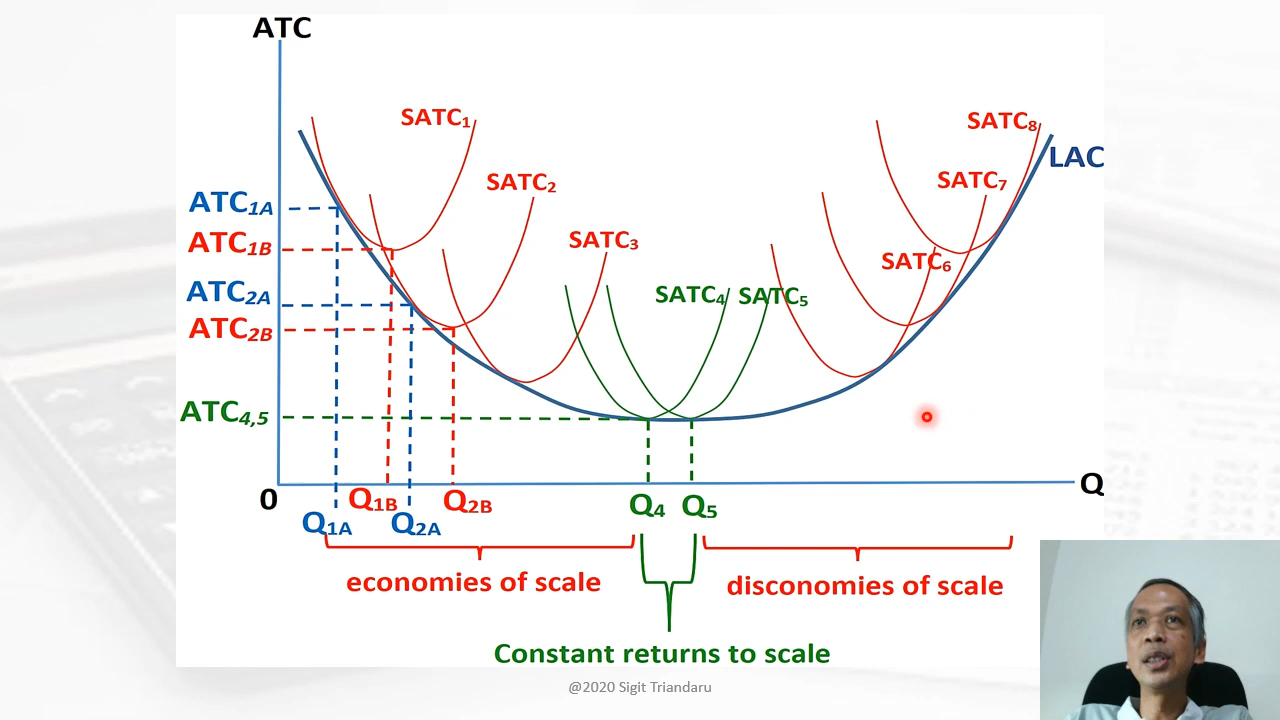 ATC
SATC₁
SATC₈
LAC
SATC₂
SATC₇
ATC1A
ATC1B
SATC₃
SATC₆
ATC2A
SATC₄
SATC₅
ATC2B
ATC4,5
0
Q
Q1B
Q2B
Q₄
Q₅
Q1A
Q2A
economies of scale
disconomies of scale
Constant returns to scale
@2020 Sigit Triandaru